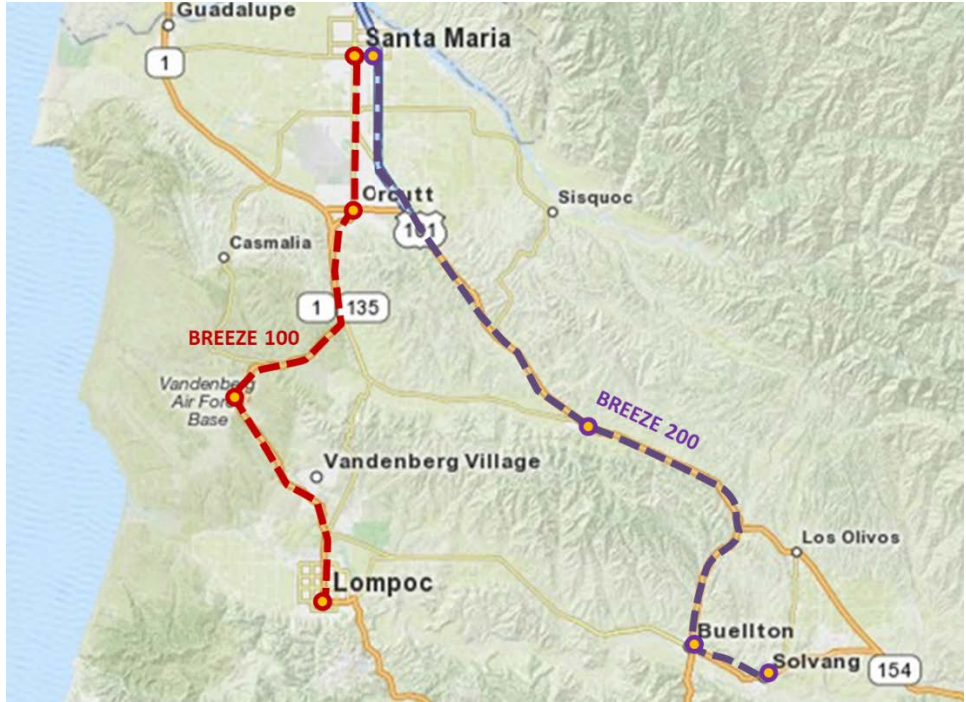 Guadalupe
Santa Maria
1
Orcutt
Sisquoc
101
Casmalia
1
135
BREEZE 100
Vandenberg
Air Force
Base
BREEZE 200
Vandenberg Village
Los Olivos
Lompoc
Buellton
Solvang
154